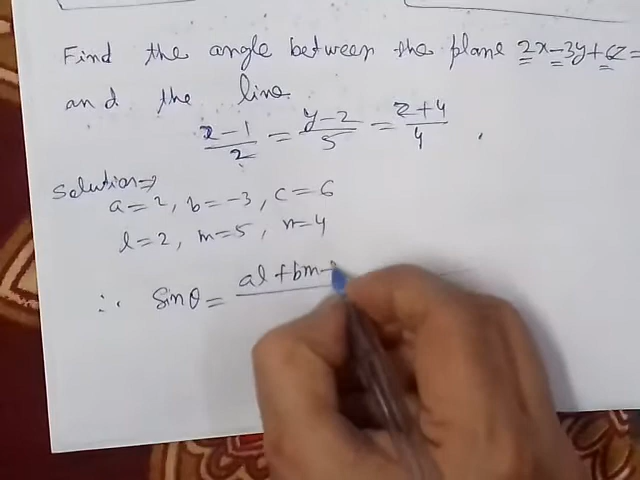 Find the angle between the plane 2x-3y+6z=
and the line
x-1/2 = y-2/5 = z+4/4 .
Solution⇒
a=2, b=-3, c=6
l=2, m=5, n=4
∴ Sinθ= al+bm-